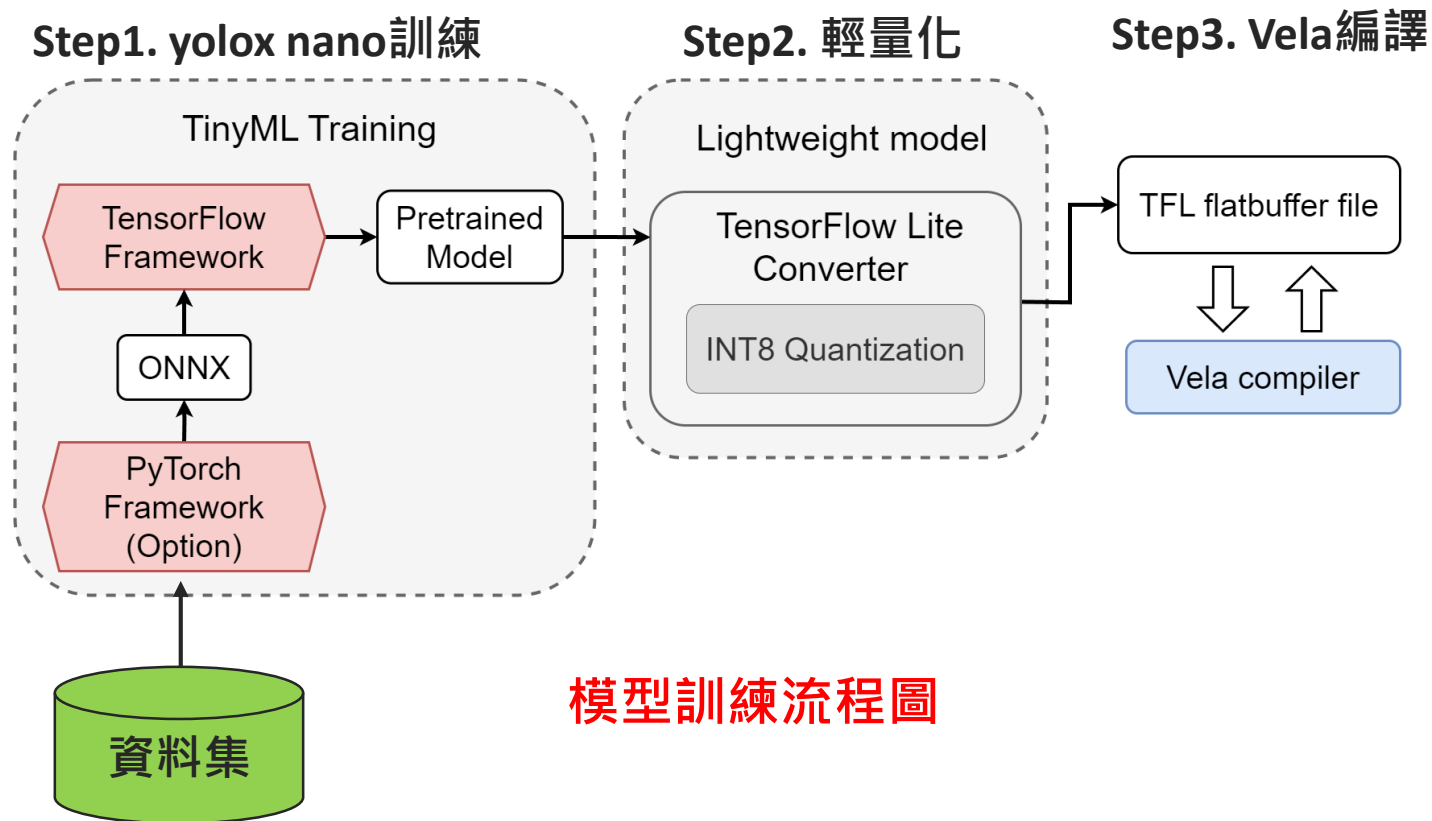 Step1. yolox nano訓練
Step2. 輕量化
Step3. Vela編譯
TinyML Training
TensorFlow
Framework
Pretrained
Model
ONNX
PyTorch
Framework
(Option)
資料集
Lightweight model
TensorFlow Lite
Converter
INT8 Quantization
TFL flatbuffer file
Vela compiler
模型訓練流程圖